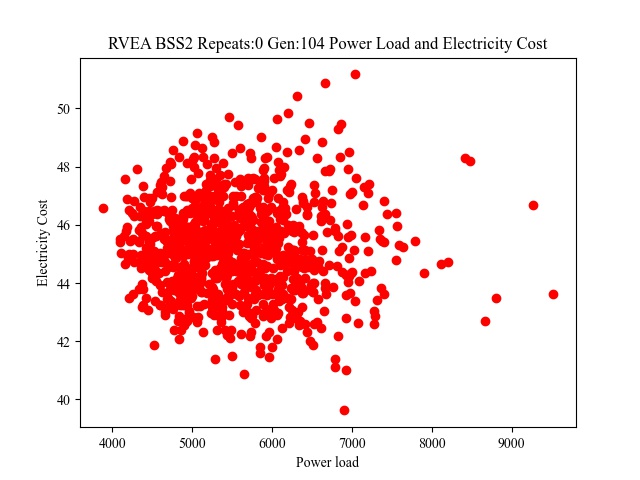 RVEA BSS2 Repeats:0 Gen:104 Power Load and Electricity Cost
Electricity Cost
50
48
46
44
42
40
4000 5000 6000 7000 8000 9000
Power load